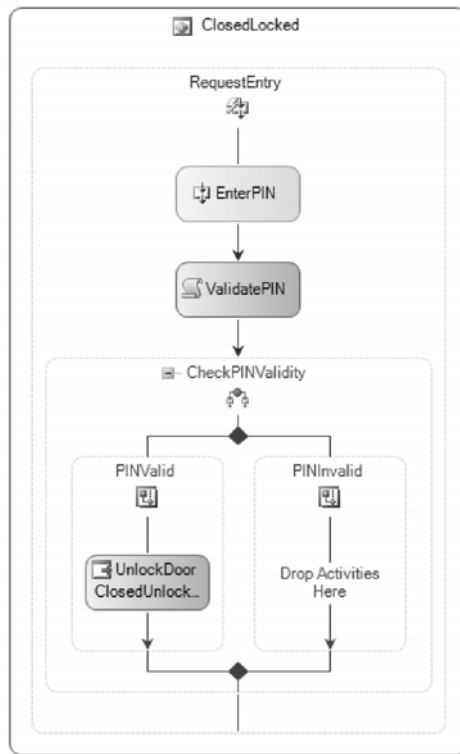 ClosedLocked
RequestEntry
EnterPIN
ValidatePIN
CheckPINValidity
PINValid
PINInvalid
UnlockDoor
ClosedUnlock...
Drop Activities
Here